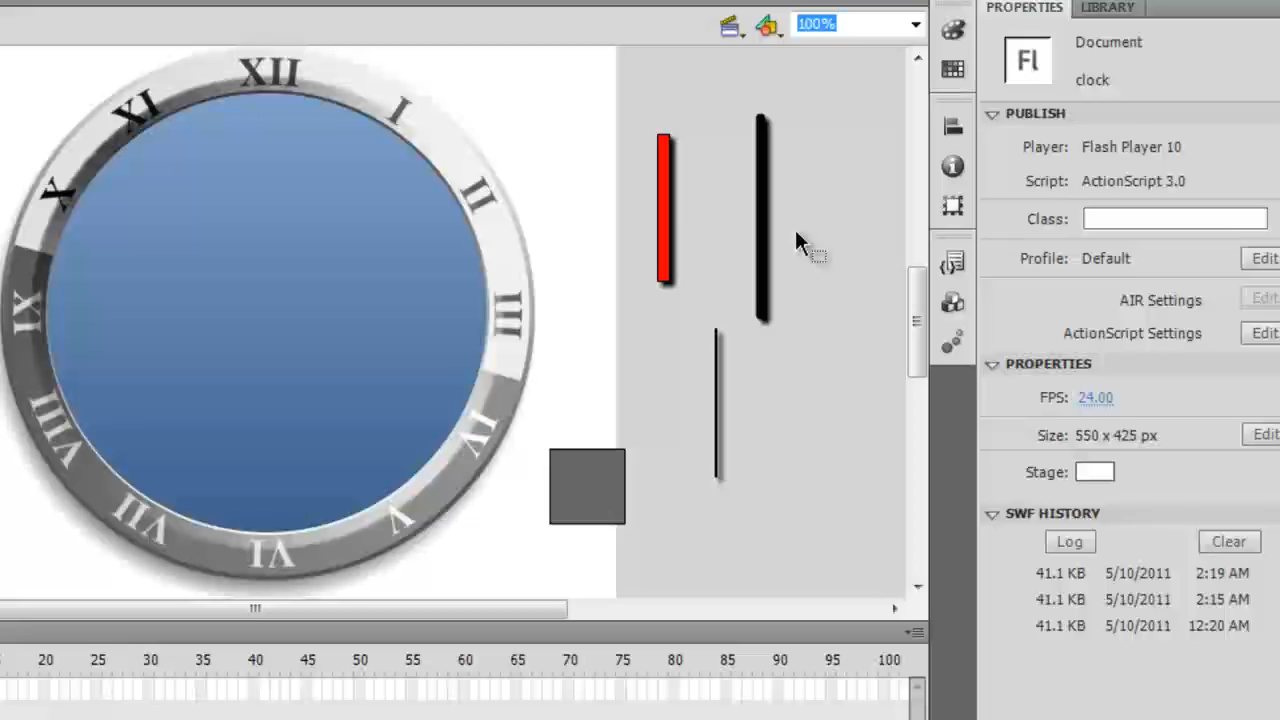 PROPERTIES LIBRARY
100%
Fl
Document
clock
PUBLISH
Player: Flash Player 10
Script: ActionScript 3.0
Class:
Profile: Default Edit
AIR Settings Edit
ActionScript Settings Edit
PROPERTIES
FPS: 24.00
Size: 550 x 425 px Edit
Stage:
SWF HISTORY
Log Clear
41.1 KB 5/10/2011 2:19 AM
41.1 KB 5/10/2011 2:15 AM
41.1 KB 5/10/2011 12:20 AM
XII
I
II
III
IV
V
VI
VII
VIII
IX
X
XI
20 25 30 35 40 45 50 55 60 65 70 75 80 85 90 95 100